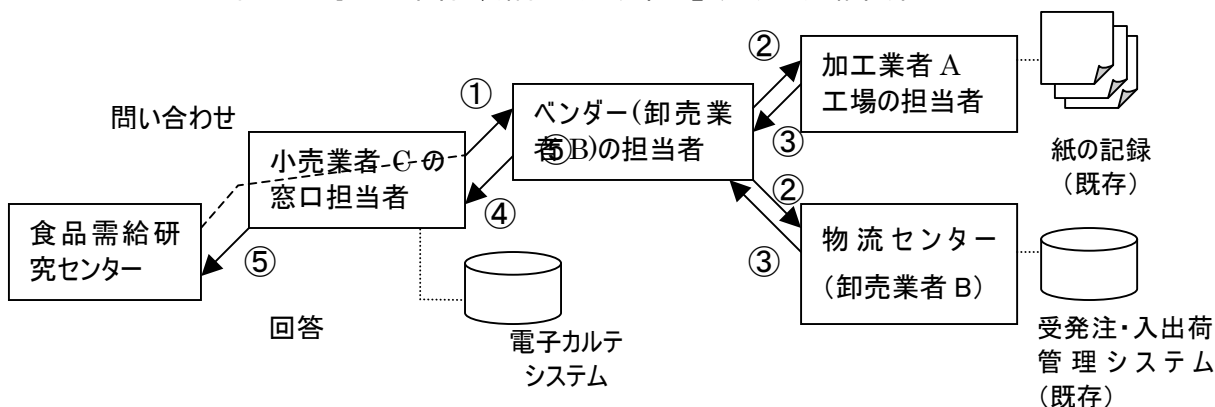 問い合わせ
①
②
加工業者 A
工場の担当者
ベンダー(卸売業
者⑤B)の担当者
③
紙の記録
(既存)
小売業者 C の
窓口担当者
食品需給研
究センター
④
②
③
物流センター
(卸売業者 B)
⑤
回答
電子カルテ
システム
受発注・入出荷
管理システム
(既存)